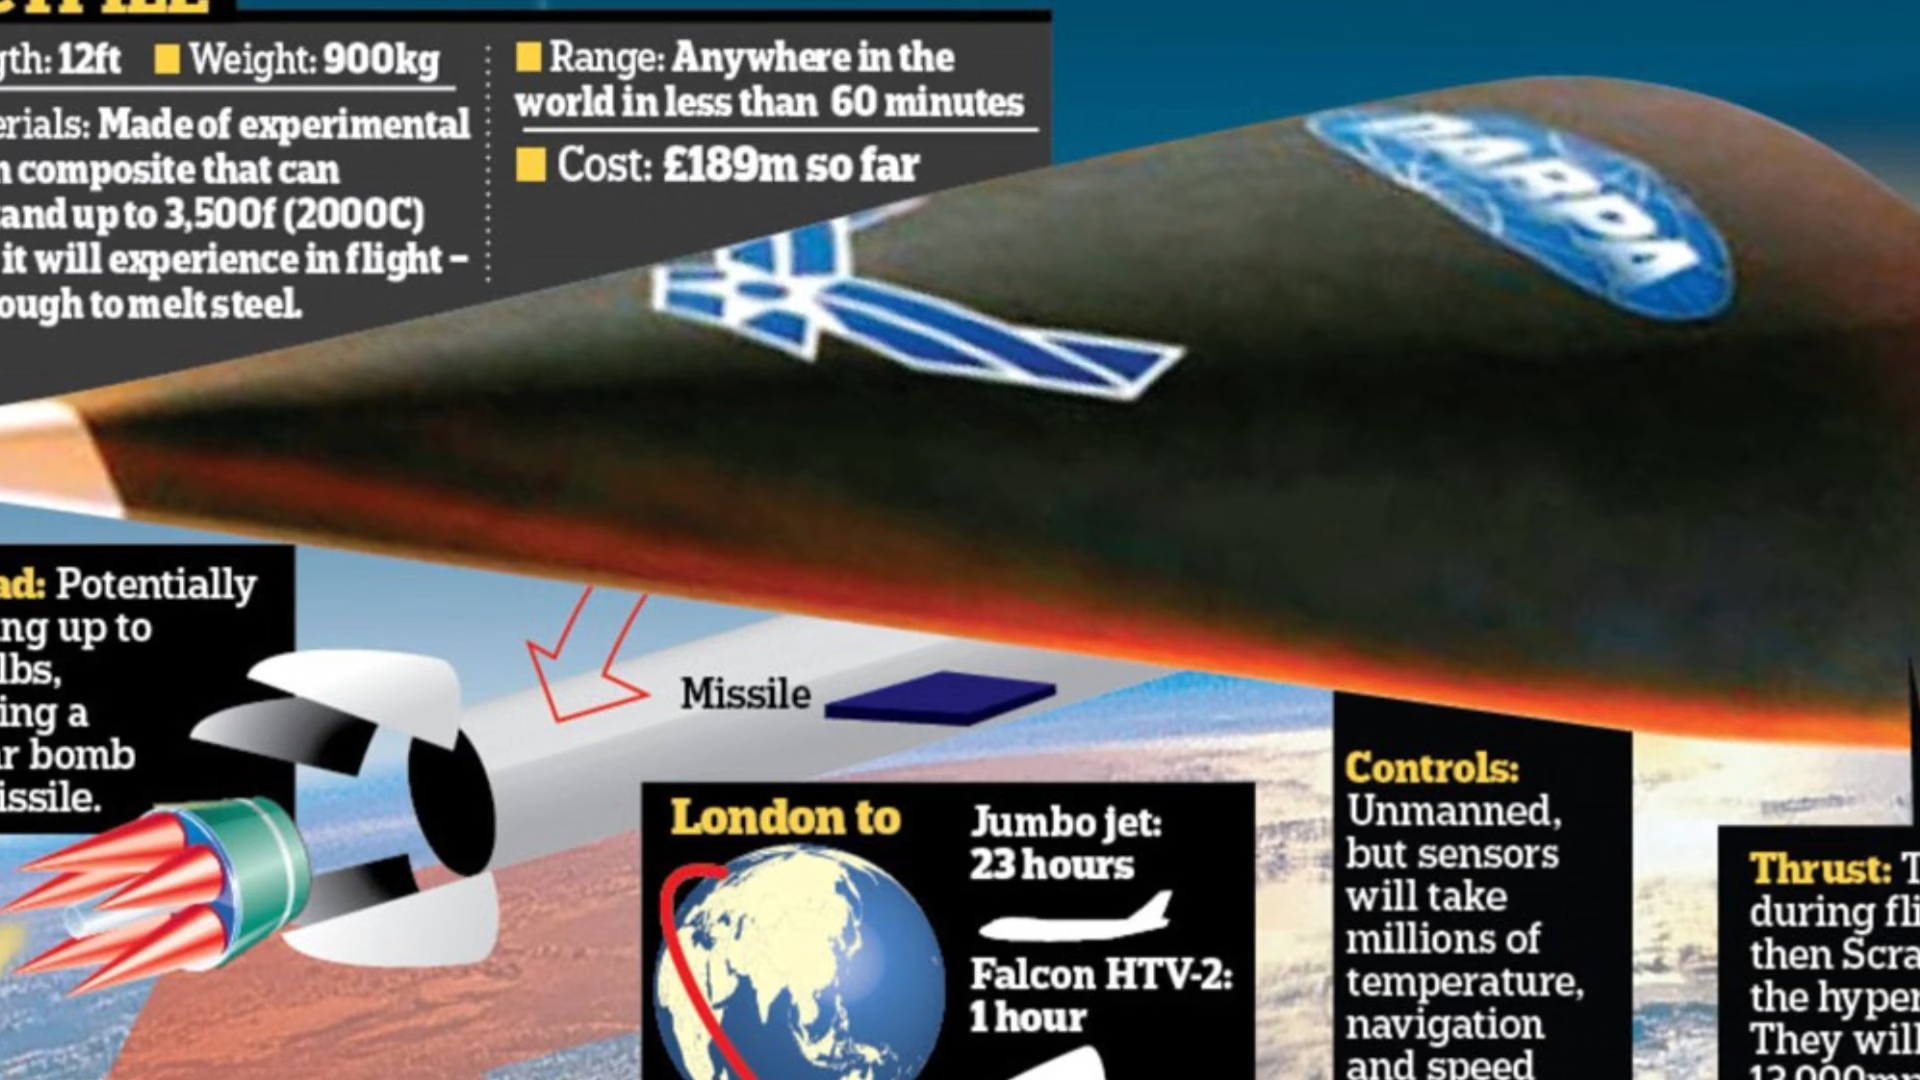 gth: 12ft Weight: 900kg
erials: Made of experimental
n composite that can
tand up to 3,500f (2000C)
it will experience in flight –
ough to melt steel.
Range: Anywhere in the
world in less than 60 minutes
Cost: £189m so far
DARPA
ad: Potentially
ng up to
lbs,
ing a
ar bomb
issile.
Missile
London to
Jumbo jet:
23 hours
Falcon HTV-2:
1 hour
Controls:
Unmanned,
but sensors
will take
millions of
temperature,
navigation
and speed
Thrust: T
during fli
then Scra
the hyper
They will